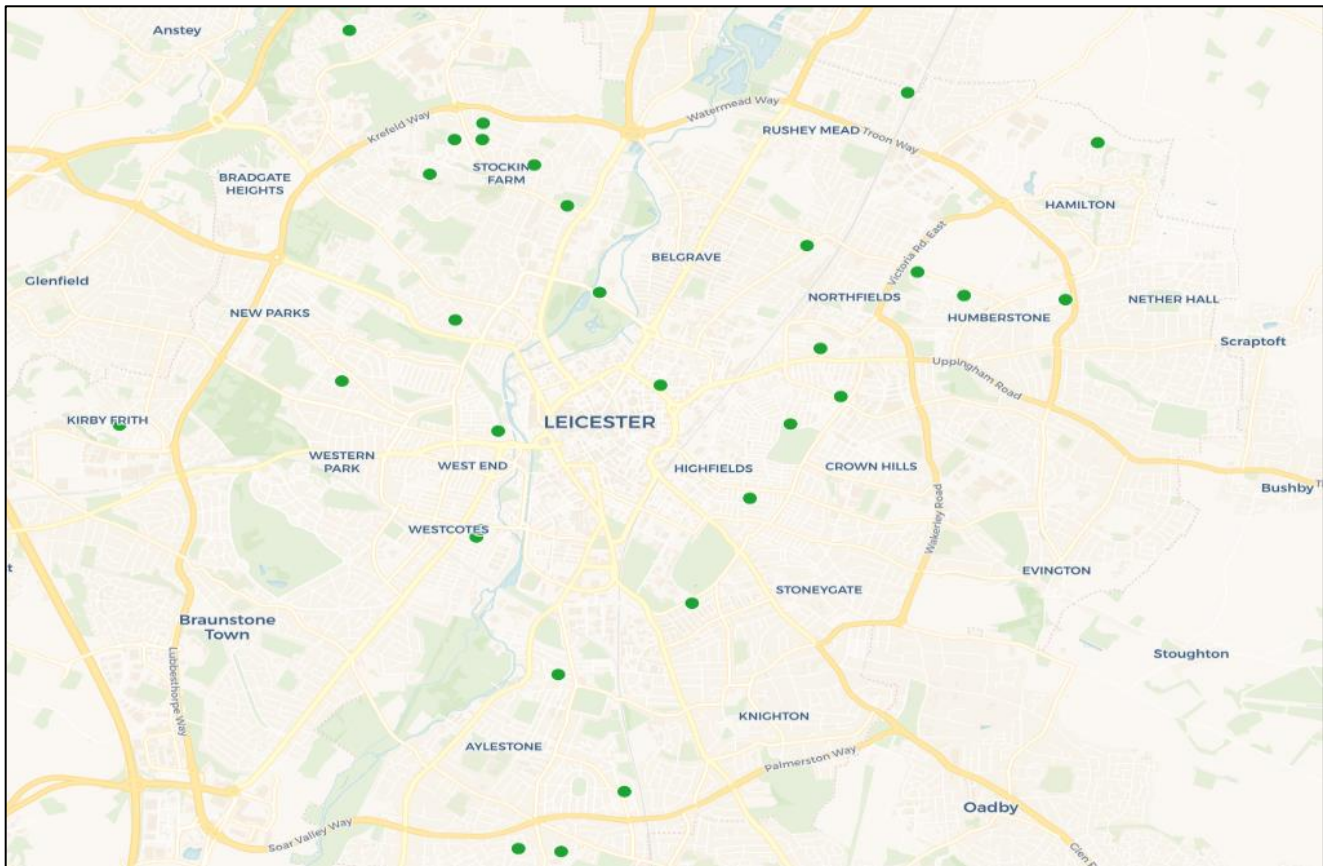 Anstey
Krefeld Way
Watermead Way
RUSHEY MEAD
Troon Way
BRADGATE
HEIGHTS
FARM
HAMILTON
Victoria Rd. East
BELGRAVE
Glenfield
NEW PARKS
NORTHFIELDS
HUMBERSTONE
NETHER HALL
Scraptoft
Uppingham Road
KIRBY FRITH
LEICESTER
WESTERN
PARK
WEST END
HIGHFIELDS
CROWN HILLS
Bushby
WESTCOTES
Wakerley Road
EVINGTON
STONEYGATE
Braunstone
Town
Lubbesthorpe Way
Stoughton
KNIGHTON
AYLESTONE
Palmerston Way
Oadby
Soar Valley Way